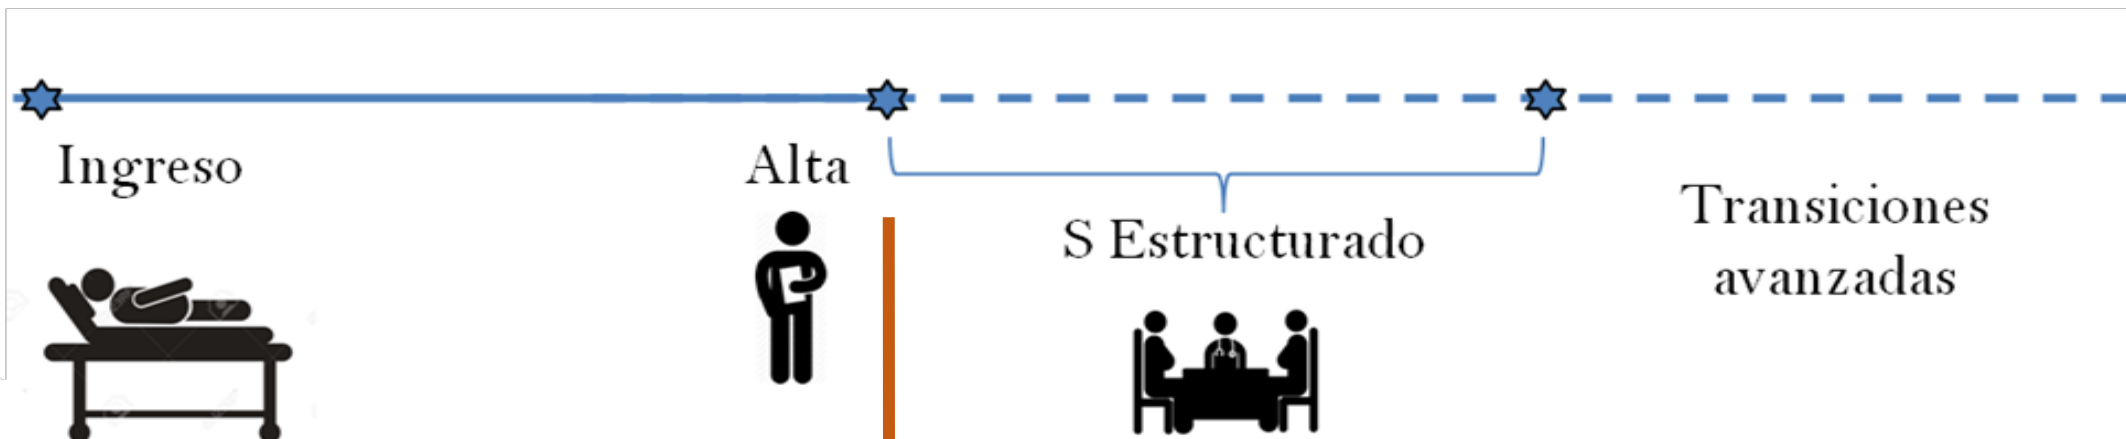 Ingreso
Alta
S Estructurado
Transiciones
avanzadas